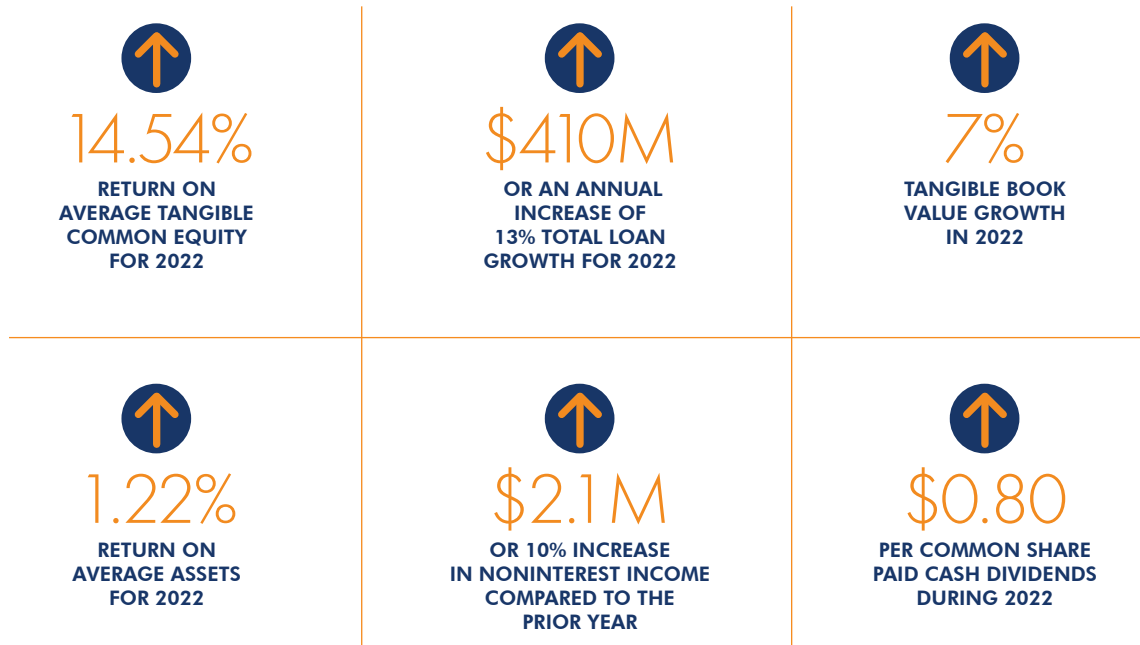 14.54%
RETURN ON
AVERAGE TANGIBLE
COMMON EQUITY
FOR 2022
$410M
OR AN ANNUAL
INCREASE OF
13% TOTAL LOAN
GROWTH FOR 2022
7%
TANGIBLE BOOK
VALUE GROWTH
IN 2022
1.22%
RETURN ON
AVERAGE ASSETS
FOR 2022
$2.1M
OR 10% INCREASE
IN NONINTEREST INCOME
COMPARED TO THE
PRIOR YEAR
$0.80
PER COMMON SHARE
PAID CASH DIVIDENDS
DURING 2022